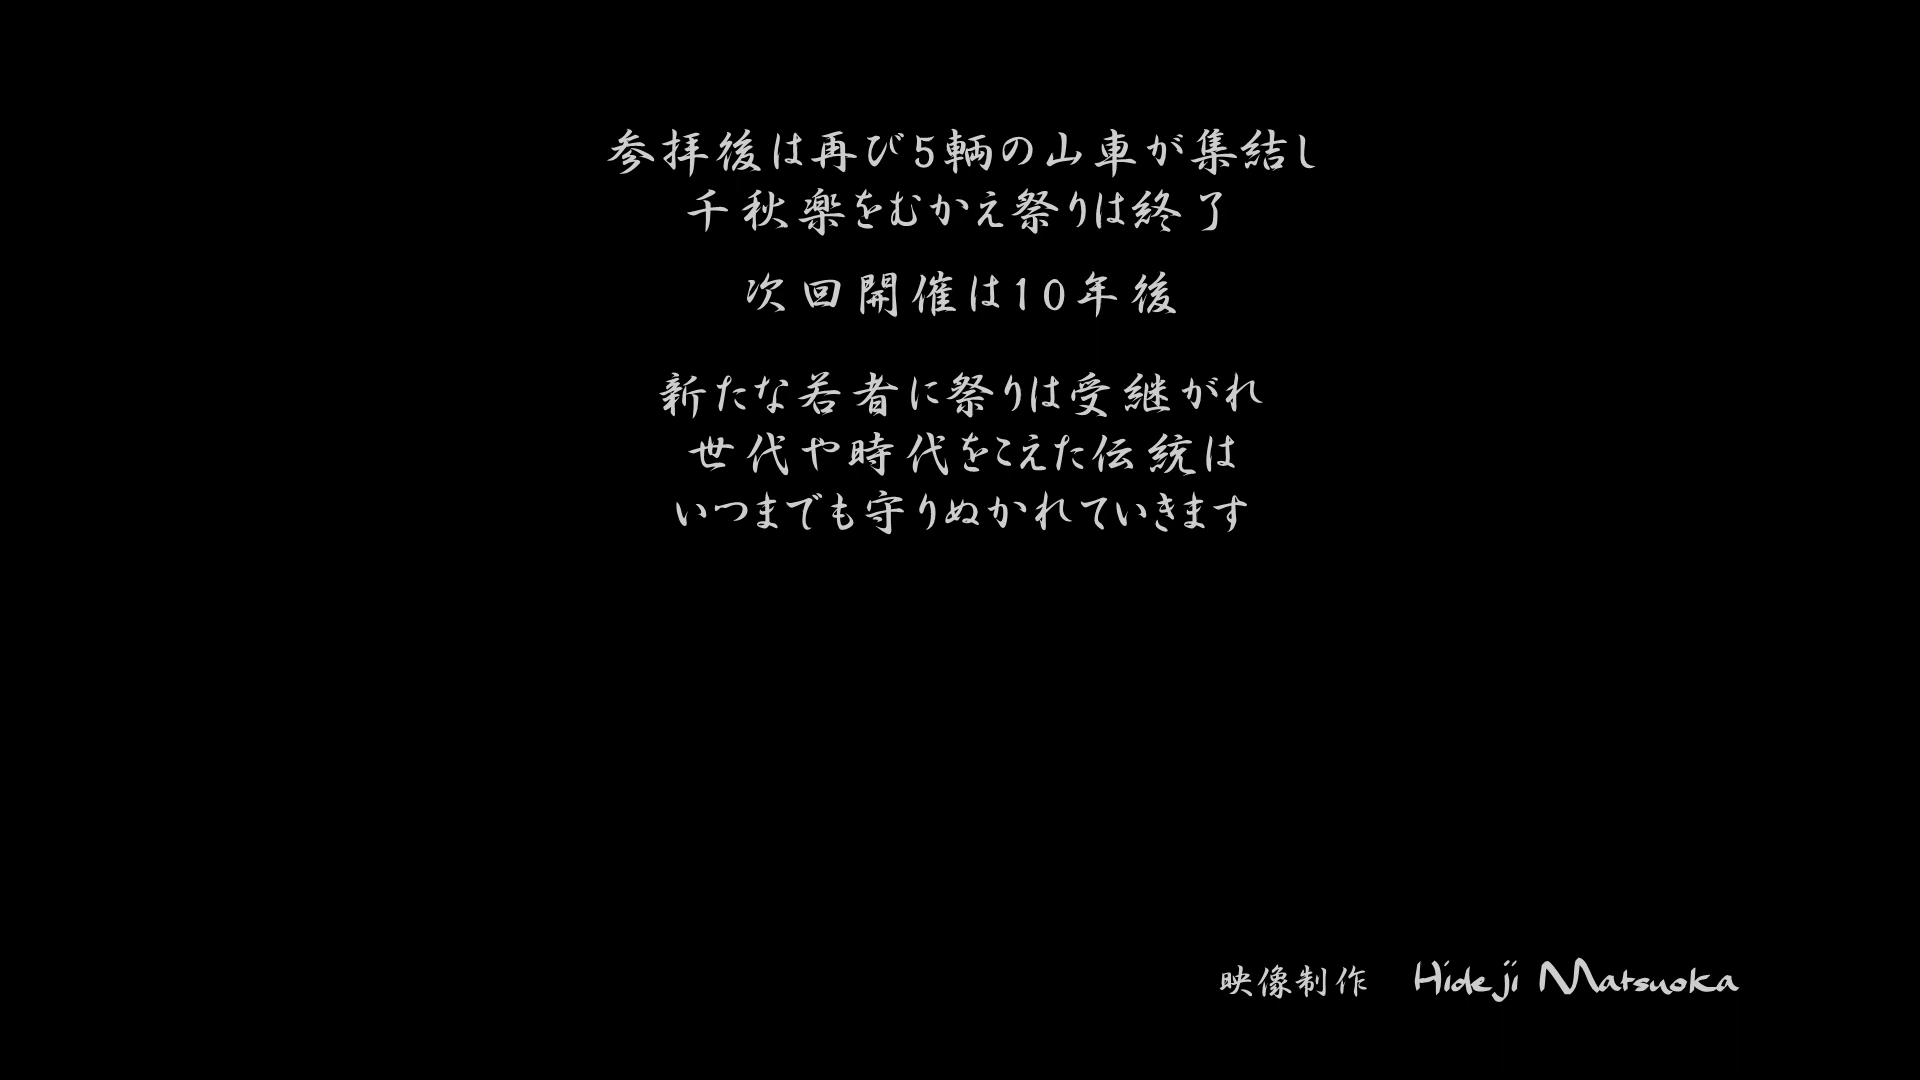 参拝後は再び5輌の山車が集結し
千秋楽をむかえ祭りは終了
次回開催は10年後
新たな若者に祭りは受継がれ
世代や時代をこえた伝統は
いつまでも守りぬかれていきます
映像制作　Hideji Matsuoka